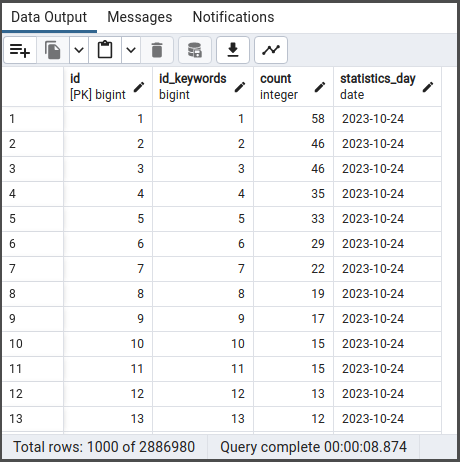 Data Output Messages Notifications
id id_keywords count statistics_day
[PK] bigint bigint integer date
1 1 1 58 2023-10-24
2 2 2 46 2023-10-24
3 3 3 46 2023-10-24
4 4 4 35 2023-10-24
5 5 5 33 2023-10-24
6 6 6 29 2023-10-24
7 7 7 22 2023-10-24
8 8 8 19 2023-10-24
9 9 9 17 2023-10-24
10 10 10 15 2023-10-24
11 11 11 15 2023-10-24
12 12 12 13 2023-10-24
13 13 13 12 2023-10-24
Total rows: 1000 of 2886980 Query complete 00:00:08.874